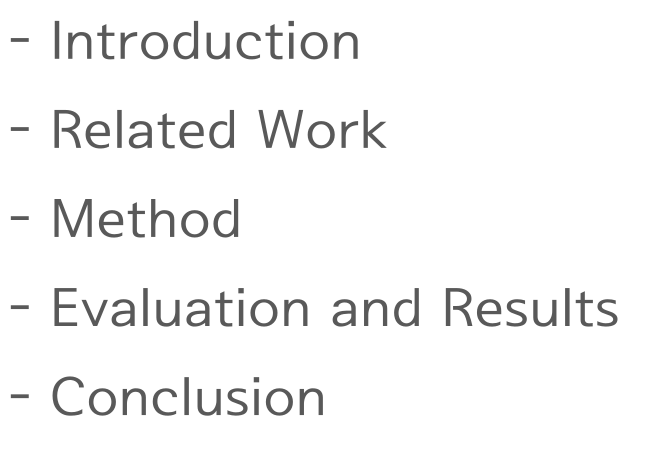 - Introduction
- Related Work
- Method
- Evaluation and Results
- Conclusion